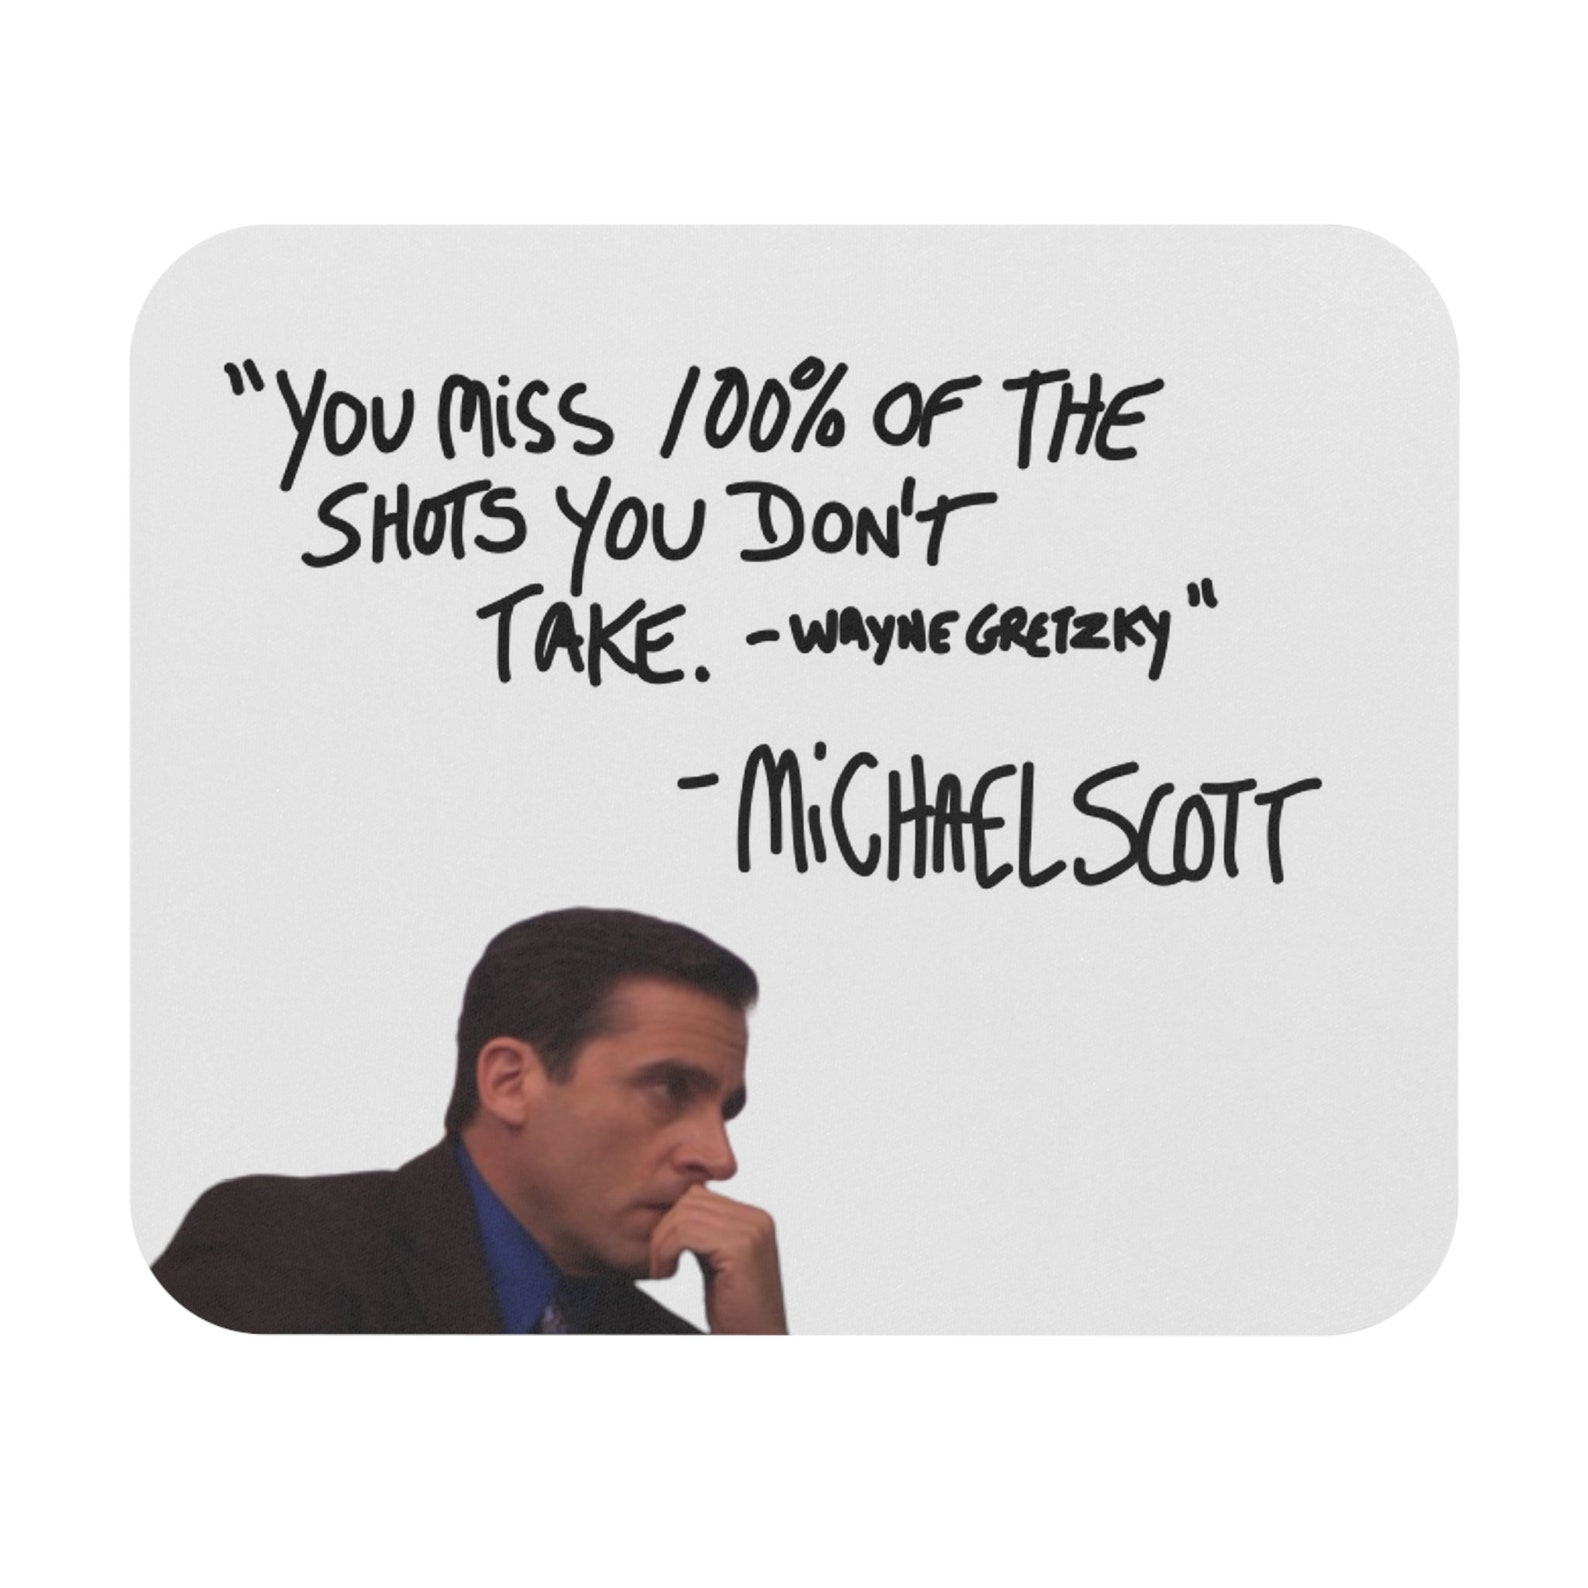 "YOU MiSS 100% OF THE
SHOTS YOU DON'T
TAKE. -WAYNE GRETZKY"
-MiCHAEL SCOTT